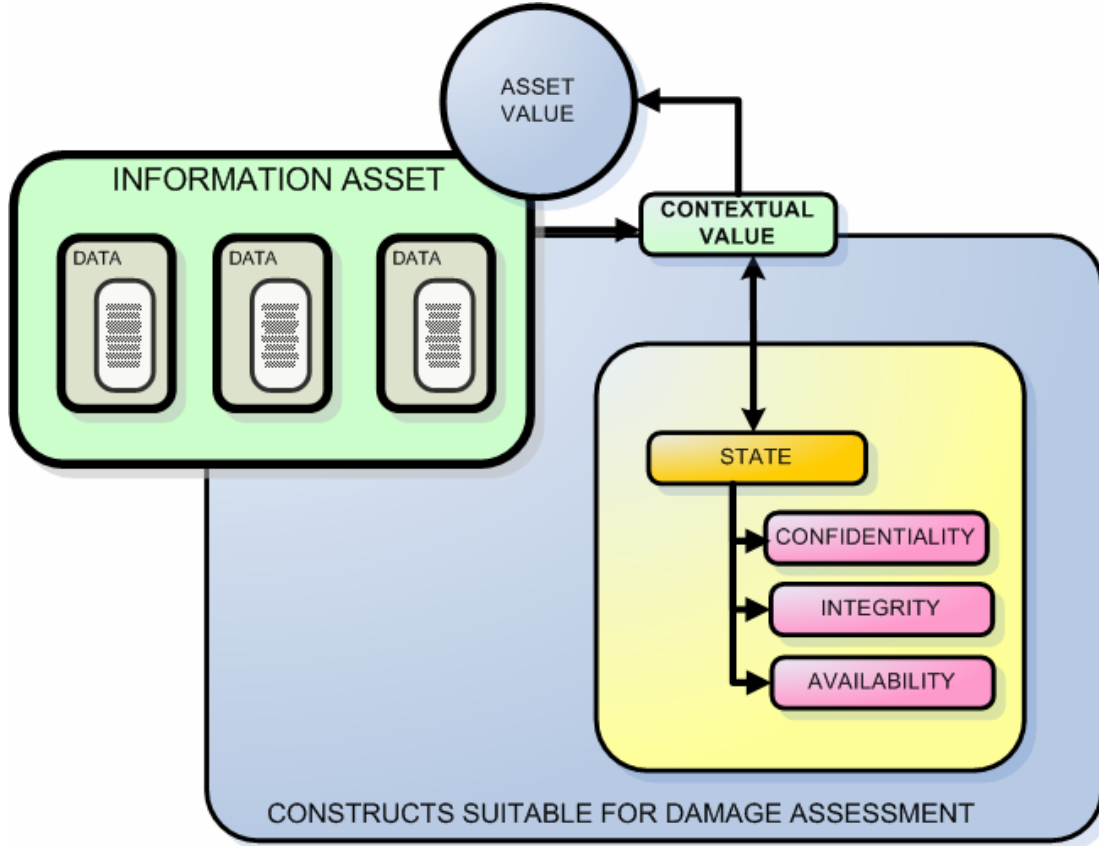 ASSET
VALUE
INFORMATION ASSET
CONTEXTUAL
VALUE
DATA
DATA
DATA
STATE
CONFIDENTIALITY
INTEGRITY
AVAILABILITY
CONSTRUCTS SUITABLE FOR DAMAGE ASSESSMENT